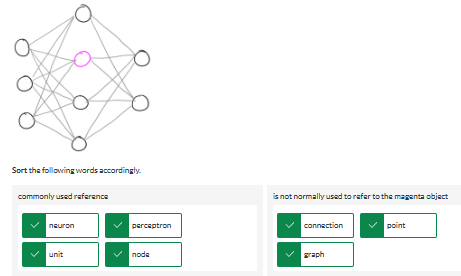 Sort the following words accordingly.
commonly used reference
is not normally used to refer to the magenta object
neuron
perceptron
connection
point
unit
node
graph